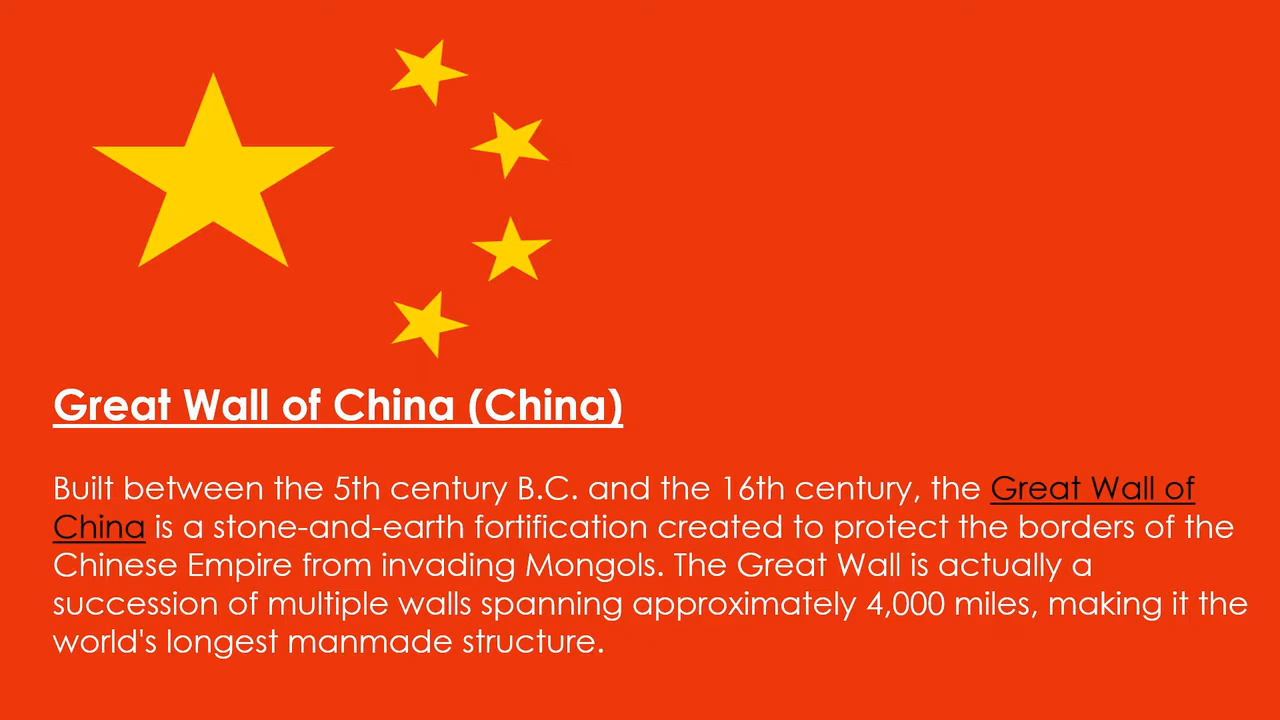 Great Wall of China (China)
Built between the 5th century B.C. and the 16th century, the Great Wall of
China is a stone-and-earth fortification created to protect the borders of the
Chinese Empire from invading Mongols. The Great Wall is actually a
succession of multiple walls spanning approximately 4,000 miles, making it the
world's longest manmade structure.